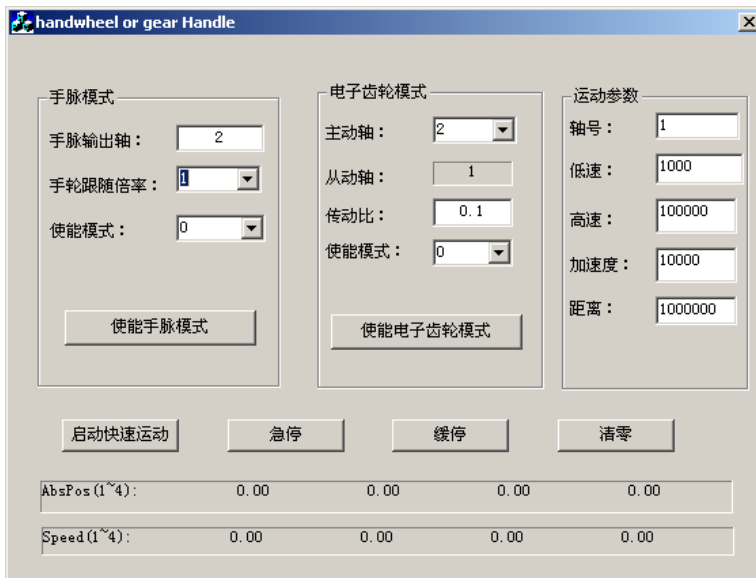 handwheel or gear Handle
手脉模式
手脉输出轴： 2
手轮跟随倍率： 1
使能模式： 0
使能手脉模式
电子齿轮模式
主动轴： 2
从动轴： 1
传动比： 0.1
使能模式： 0
使能电子齿轮模式
运动参数
轴号： 1
低速： 1000
高速： 100000
加速度： 10000
距离： 1000000
启动快速运动 急停 缓停 清零
AbsPos(1~4): 0.00 0.00 0.00 0.00
Speed(1~4): 0.00 0.00 0.00 0.00